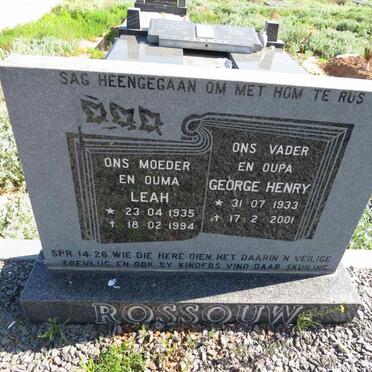 SAG HEENGEGAAN OM MET HOM TE RUS
ONS MOEDER
EN OUMA
LEAH
* 23 04 1935
† 18 02 1994
ONS VADER
EN OUPA
GEORGE HENRY
* 31 07 1933
† 17 2 2001
SPR. 14 26 WIE DIE HERE DIEN, HET DAARIN 'N VEILIGE
TOEVLUG EN OOK SY KINDERS VIND DAAR SKUILING
ROSSOUW